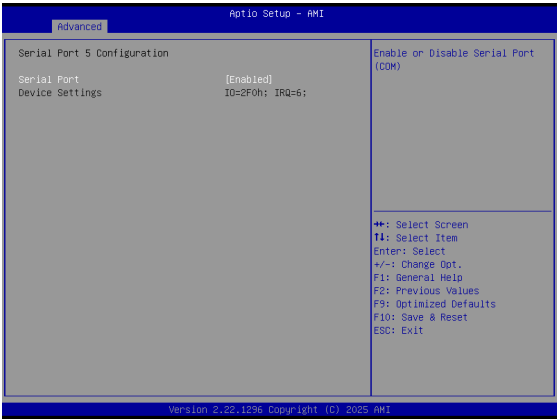 Aptio Setup - AMI
Advanced
Serial Port 5 Configuration
Serial Port [Enabled]
Device Settings IO=2F0h; IRQ=6;
Enable or Disable Serial Port
(COM)
→←: Select Screen
↑↓: Select Item
Enter: Select
+/-: Change Opt.
F1: General Help
F2: Previous Values
F9: Optimized Defaults
F10: Save & Reset
ESC: Exit
Version 2.22.1296 Copyright (C) 2025 AMI